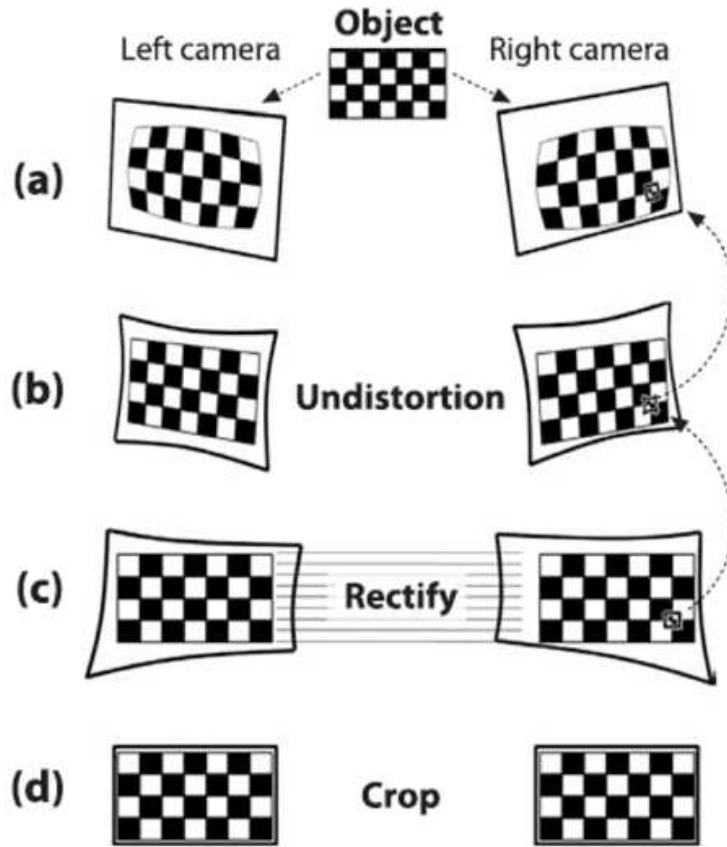 Object
Left camera
Right camera
(a)
(b)
Undistortion
(c)
Rectify
(d)
Crop